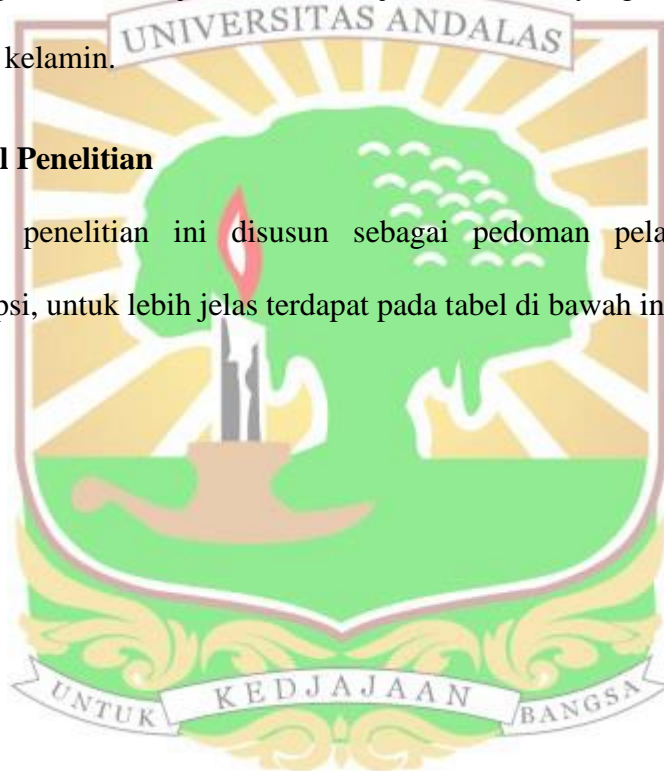 UNIVERSITAS ANDALAS
kelamin.
l Penelitian
penelitian ini disusun sebagai pedoman pela
psi, untuk lebih jelas terdapat pada tabel di bawah in
UNTUK KEDJAJAAN BANGSA